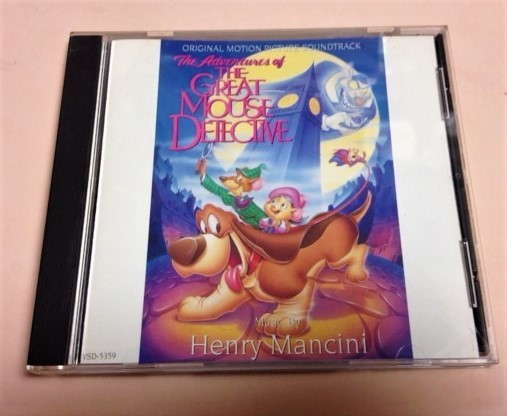 ORIGINAL MOTION PICTURE SOUNDTRACK
The Adventures of
THE
GREAT
MOUSE
DETECTIVE
Music By
Henry Mancini
VSD-5359